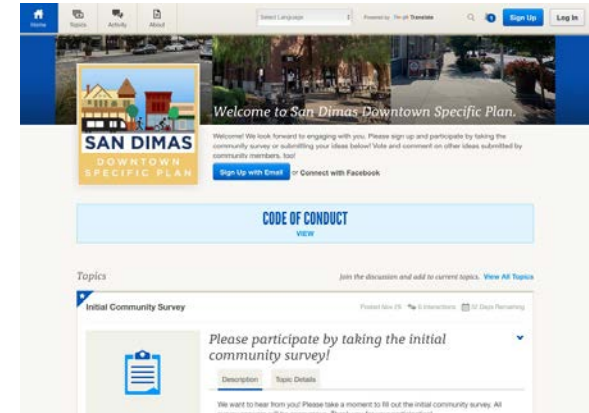 Home
Topics
Activity
About
Select Language
Powered by Google Translate
Sign Up
Log In
Welcome to San Dimas Downtown Specific Plan.
SAN DIMAS
DOWNTOWN
SPECIFIC PLAN
Welcome! We look forward to engaging with you. Please sign up and participate by taking the
community survey or submitting your ideas below! Vote and comment on other ideas submitted by
community members, too!
Sign Up with Email or Connect with Facebook
CODE OF CONDUCT
VIEW
Topics
Join the discussion and add to current topics. View All Topics
Initial Community Survey
Posted Nov 25 0 Interactions Days Remaining
Please participate by taking the initial
community survey!
Description
Topic Details
We want to hear from you! Please take a moment to fill out the initial community survey. All